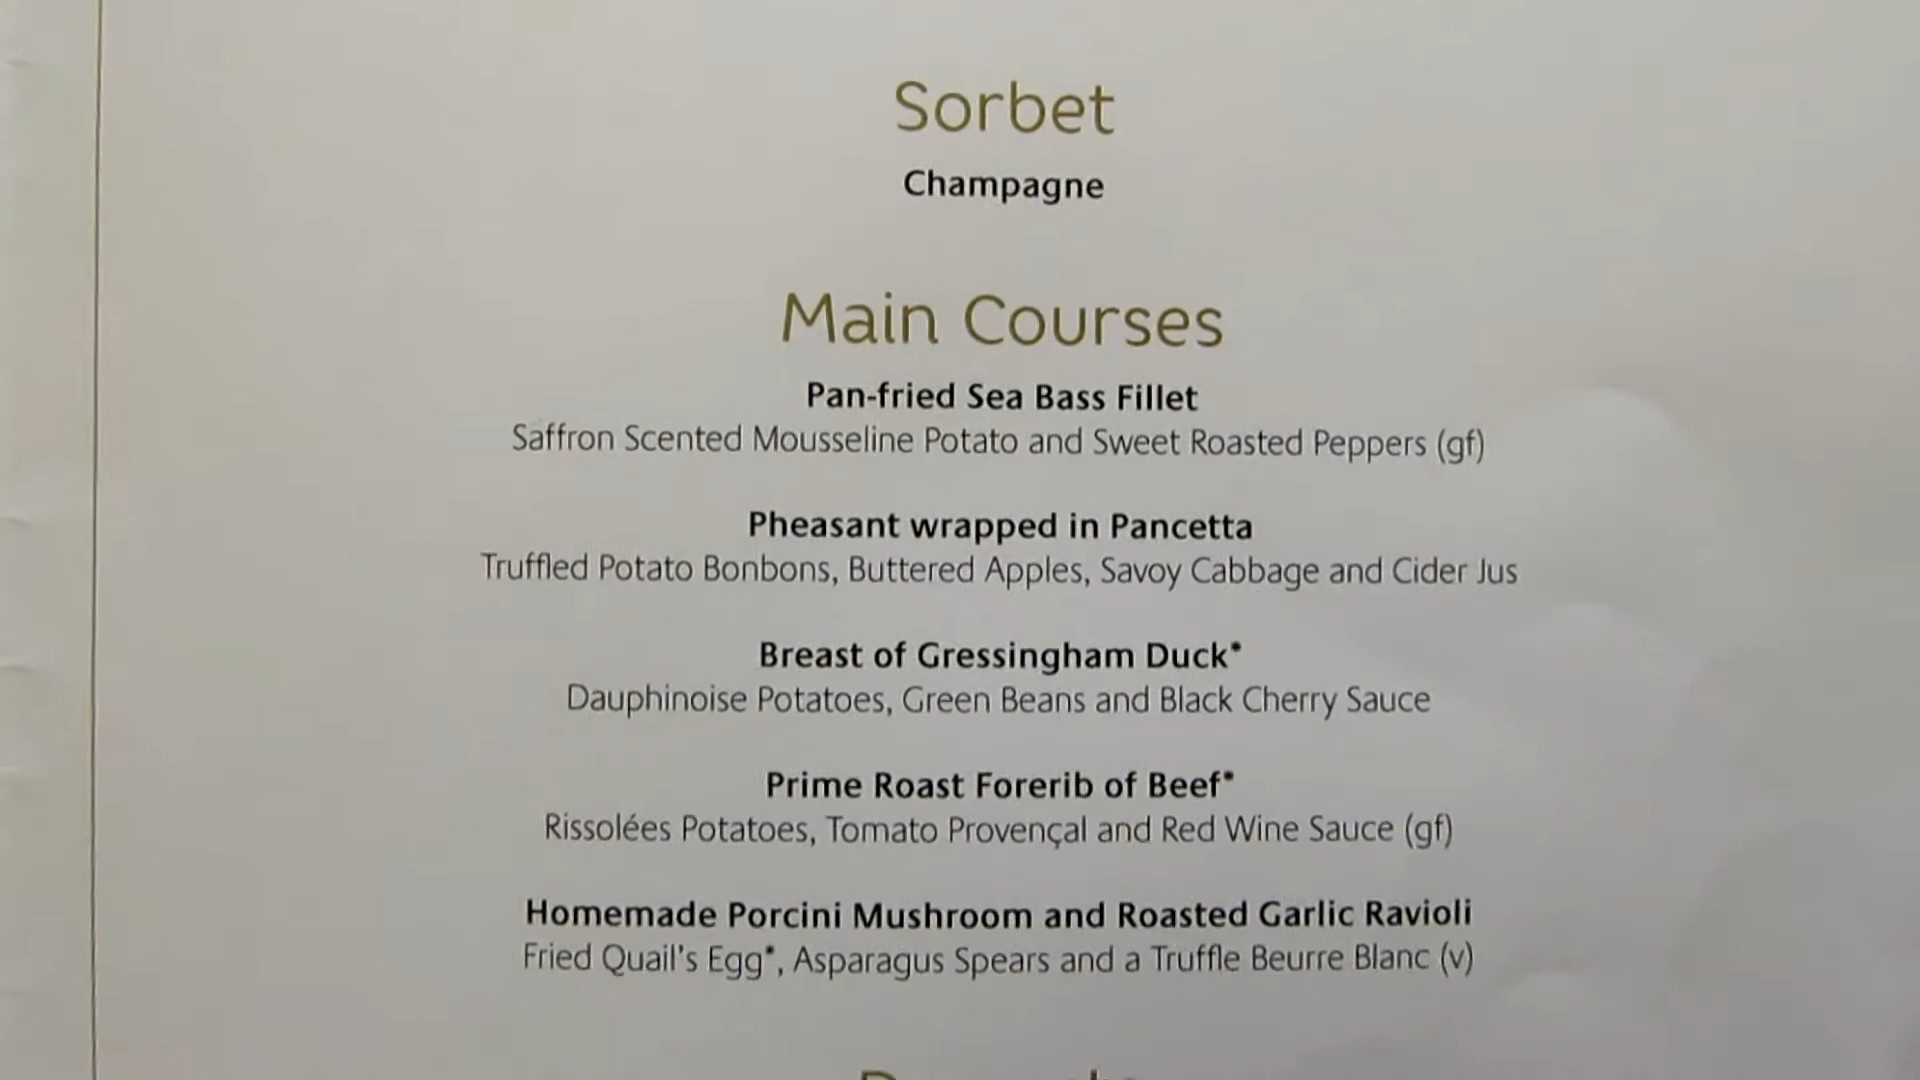 Sorbet
Champagne
Main Courses
Pan-fried Sea Bass Fillet
Saffron Scented Mousseline Potato and Sweet Roasted Peppers (gf)
Pheasant wrapped in Pancetta
Truffled Potato Bonbons, Buttered Apples, Savoy Cabbage and Cider Jus
Breast of Gressingham Duck*
Dauphinoise Potatoes, Green Beans and Black Cherry Sauce
Prime Roast Forerib of Beef*
Rissolées Potatoes, Tomato Provençal and Red Wine Sauce (gf)
Homemade Porcini Mushroom and Roasted Garlic Ravioli
Fried Quail's Egg*, Asparagus Spears and a Truffle Beurre Blanc (v)